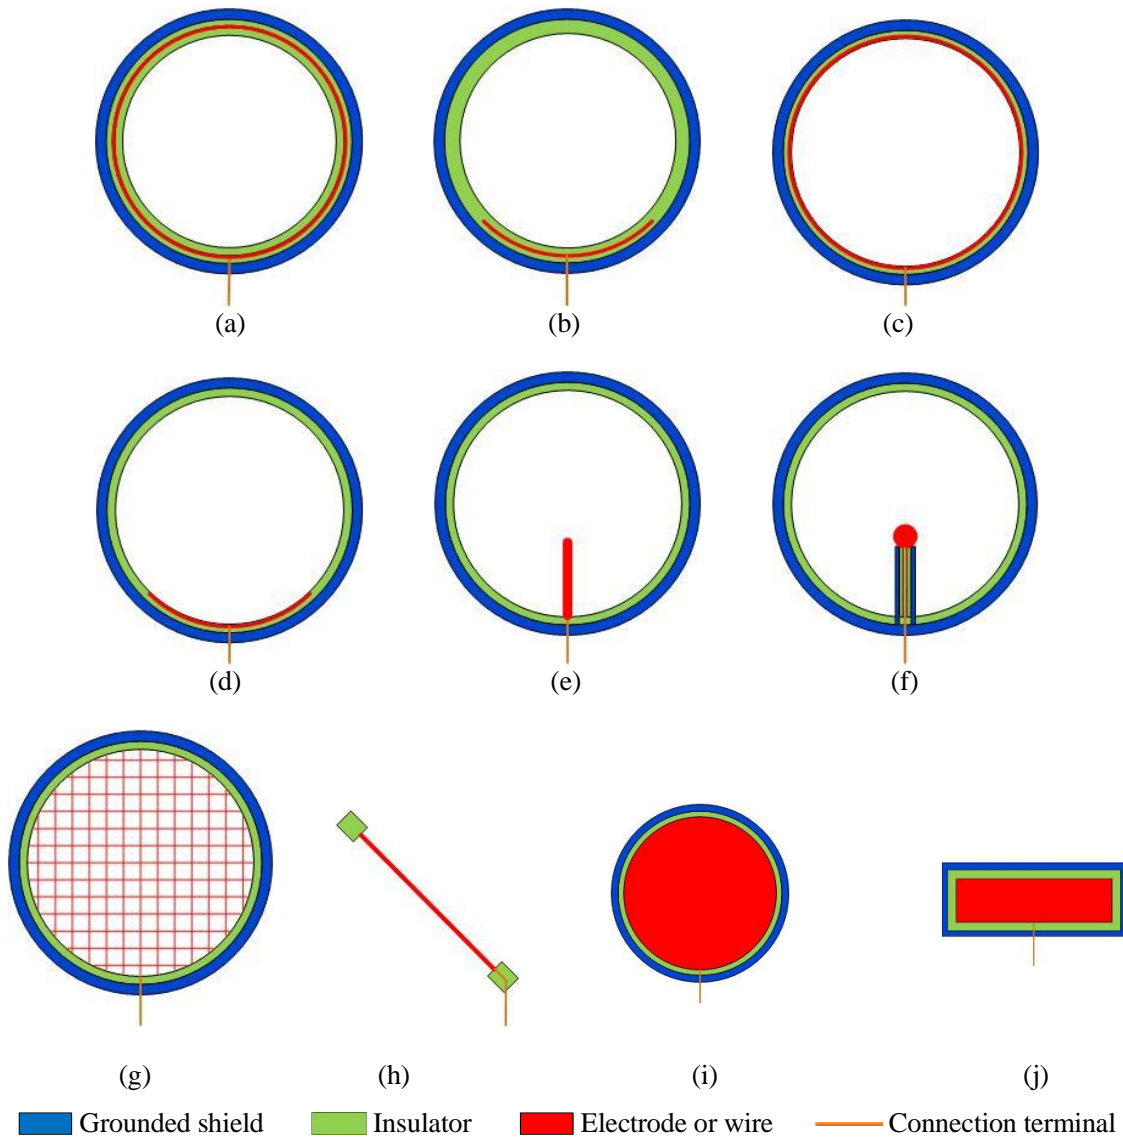 (a) (b) (c)
(d) (e) (f)
(g) (h) (i) (j)
Grounded shield Insulator Electrode or wire Connection terminal